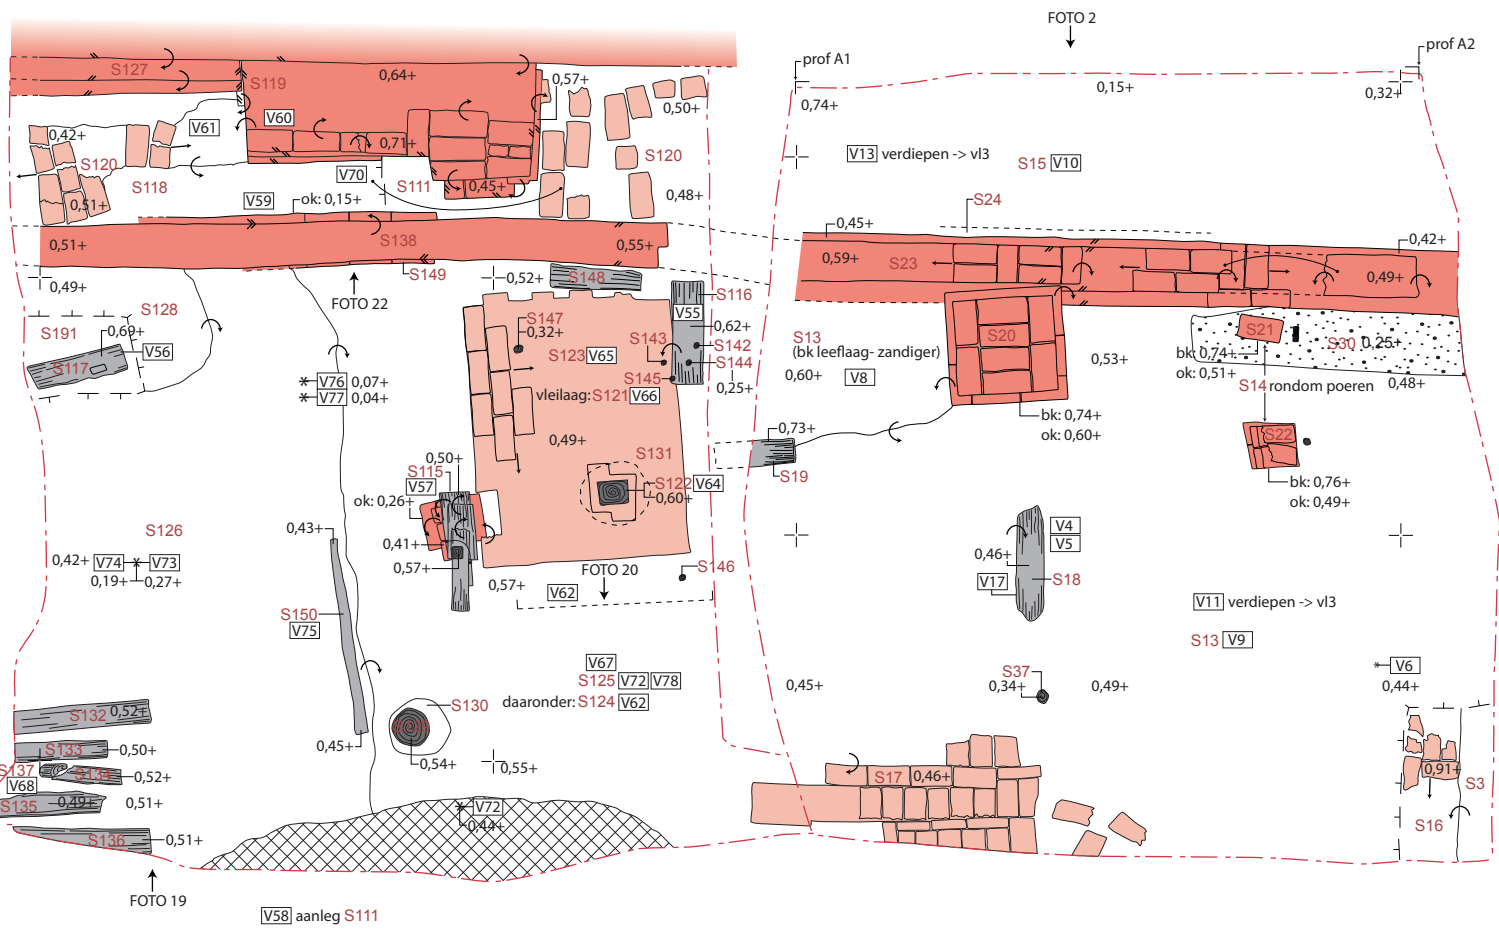 FOTO 2
prof A1
prof A2
S127
S119
0,64+
0,57+
0,50+
0,74+
0,15+
0,32+
V61
V60
0,42+
0,71+
S120
S120
S118
V70
S111
0,45+
0,48+
V13 verdiepen -> vl3
S15 V10
0,51+
V59
ok: 0,15+
S24
0,51+
S138
0,55+
0,45+
0,42+
0,59+
S23
0,49+
S149
0,52+
S148
0,49+
FOTO 22
S116
S128
V55
S191
0,69+
S147
0,32+
0,62+
S143
S142
V56
S123 V65
S144
S117
S145
0,25+
V76 0,07+
V77 0,04+
vleilaag: S121 V66
S13
(bk leeflaag- zandiger)
0,60+
V8
S20
0,53+
S21
S30 0,25+
bk: 0,74+
ok: 0,51+
S14 rondom poeren
0,48+
bk: 0,74+
ok: 0,60+
0,73+
S19
S22
bk: 0,76+
ok: 0,49+
0,49+
S131
0,50+
S115
V57
ok: 0,26+
S122 V64
0,60+
0,41+
0,57+
0,57+
FOTO 20
V62
S146
0,43+
S126
0,42+ V74 V73
0,19+ 0,27+
V4
V5
0,46+
V17
S18
V11 verdiepen -> vl3
S13 V9
S150
V75
V67
S125 V72 V78
daaronder: S124 V62
S37
0,34+
0,45+
0,49+
V6
0,44+
S130
0,54+
0,55+
0,45+
S132 0,52+
S133
0,50+
S137
S134
0,52+
V68
S135
0,49+
0,51+
S136
0,51+
V72
0,44+
S17
0,46+
0,91+
S3
S16
FOTO 19
V58 aanleg S111